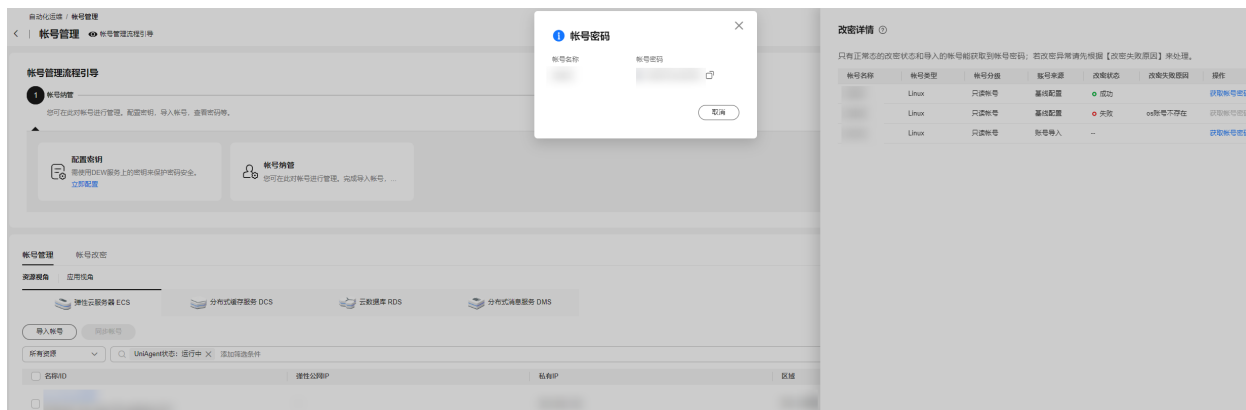 自动化运维 / 帐号管理
帐号管理 帐号管理流程引导
帐号管理流程引导
1 帐号纳管
您可在此对帐号进行管理。配置密钥、导入帐号、查看密码等。
配置密钥
需使用DEW服务上的密钥来保护密码安全。
立即配置
帐号纳管
您可在此对帐号进行管理。完成导入帐号、...
帐号管理 帐号改密
资源视角 应用视角
弹性云服务器 ECS 分布式缓存服务 DCS 云数据库 RDS 分布式消息服务 DMS
导入帐号 同步帐号
所有资源 UniAgent状态: 运行中 添加筛选条件
名称/ID 弹性公网IP 私有IP 区域
帐号密码
帐号名称 帐号密码
取消
改密详情
只有正常态的改密状态和导入的帐号能获取到帐号密码; 若改密异常请先根据【改密失败原因】来处理。
帐号名称 帐号类型 帐号分组 账号来源 改密状态 改密失败原因 操作
Linux 只读帐号 基线配置 成功 获取帐号密码
Linux 只读帐号 基线配置 失败 os账号不存在 获取帐号密码
Linux 只读帐号 账号导入 -- 获取帐号密码